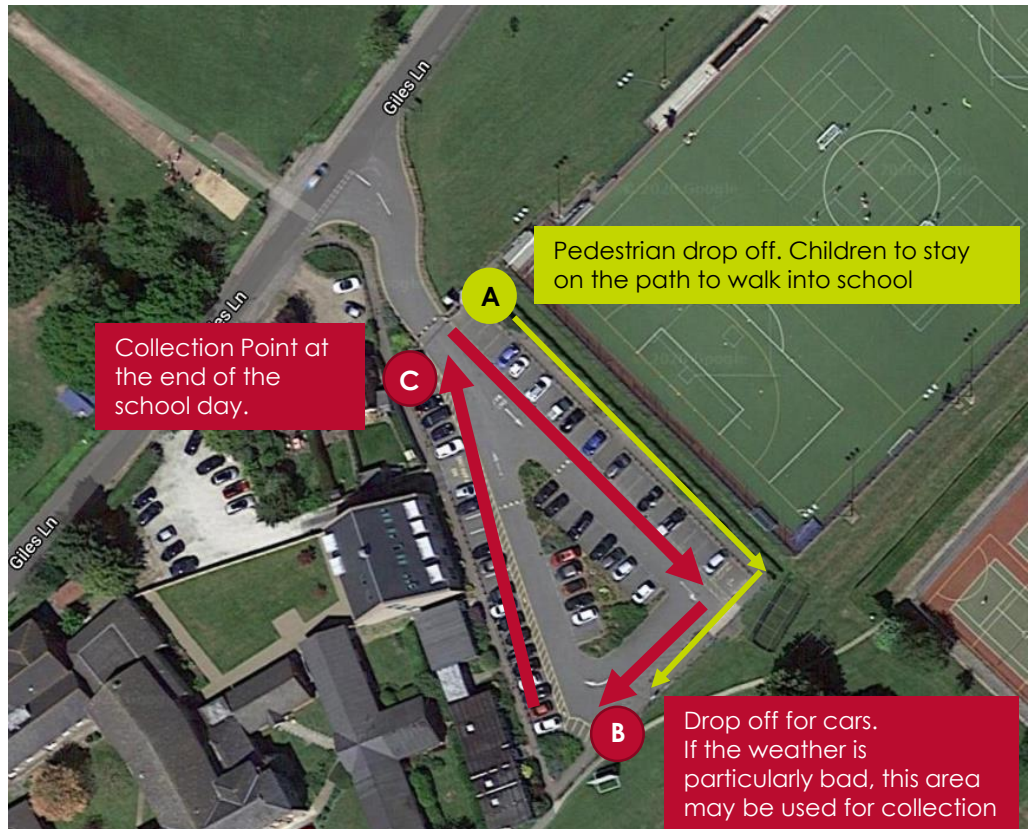 Giles Ln
Pedestrian drop off. Children to stay
on the path to walk into school
A
Collection Point at
the end of the
school day.
C
Giles Ln
B
Drop off for cars.
If the weather is
particularly bad, this area
may be used for collection